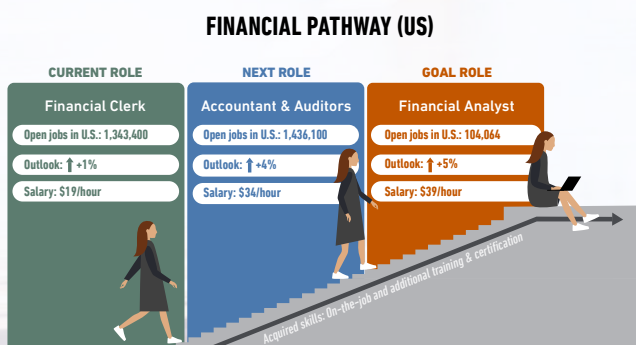 FINANCIAL PATHWAY (US)
CURRENT ROLE
Financial Clerk
Open jobs in U.S.: 1,343,400
Outlook: ↑ +1%
Salary: $19/hour
NEXT ROLE
Accountant & Auditors
Open jobs in U.S.: 1,436,100
Outlook: ↑ +4%
Salary: $34/hour
GOAL ROLE
Financial Analyst
Open jobs in U.S.: 104,064
Outlook: ↑ +5%
Salary: $39/hour
Acquired skills: On-the-job and additional training & certification